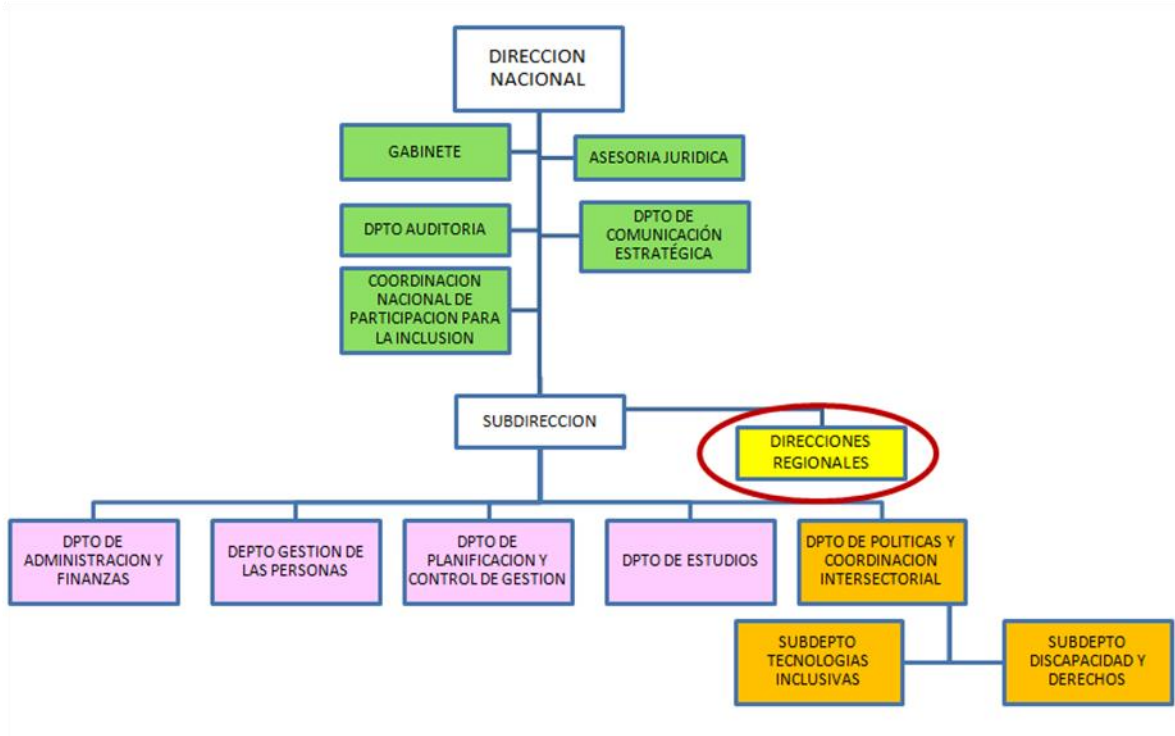 DIRECCION
NACIONAL
GABINETE
ASESORIA JURIDICA
DPTO AUDITORIA
DPTO DE
COMUNICACIÓN
ESTRATÉGICA
COORDINACION
NACIONAL DE
PARTICIPACION PARA
LA INCLUSION
SUBDIRECCION
DIRECCIONES
REGIONALES
DPTO DE
ADMINISTRACION Y
FINANZAS
DEPTO GESTION DE
LAS PERSONAS
DPTO DE
PLANIFICACION Y
CONTROL DE GESTION
DPTO DE ESTUDIOS
DPTO DE POLITICAS Y
COORDINACION
INTERSECTORIAL
SUBDEPTO
TECNOLOGIAS
INCLUSIVAS
SUBDEPTO
DISCAPACIDAD Y
DERECHOS